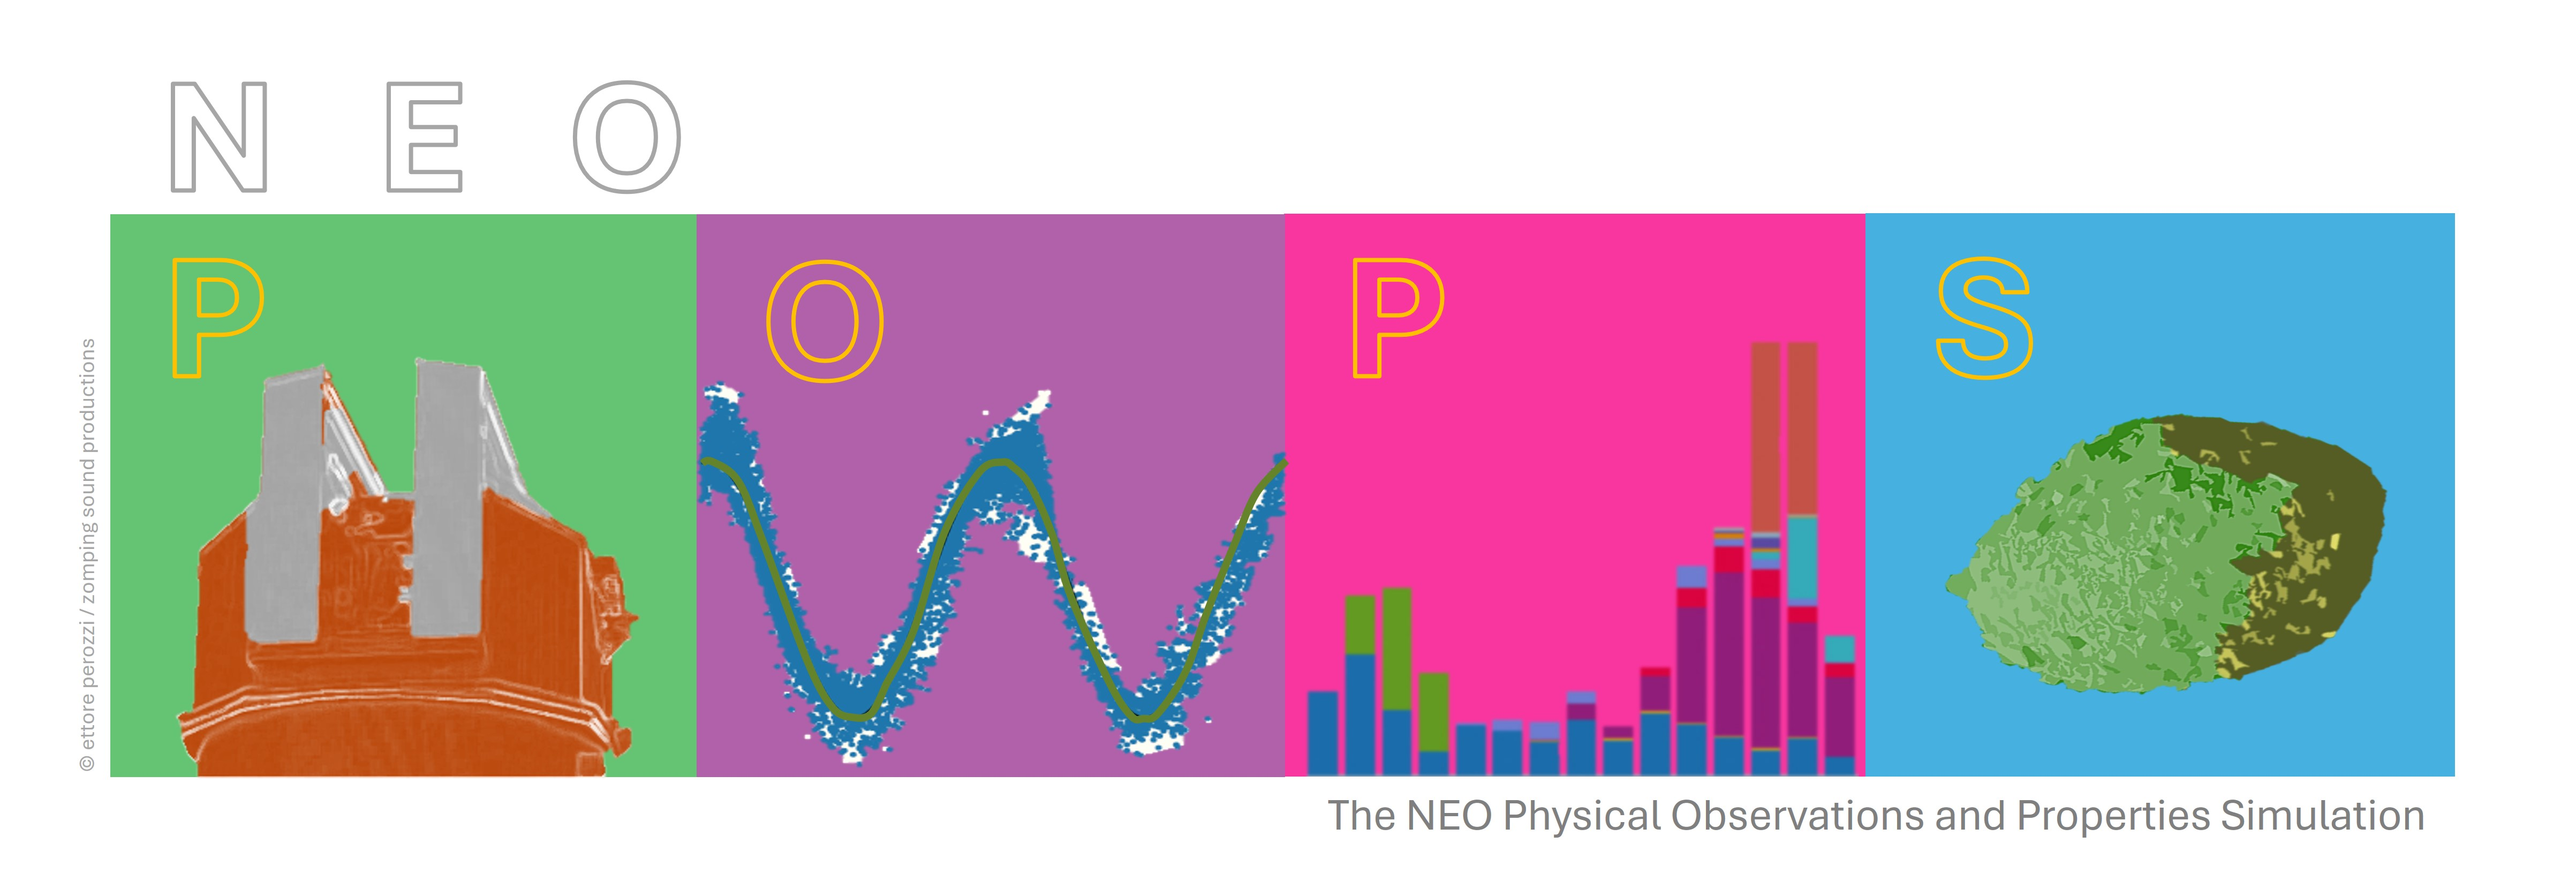 N E O
P O P S
© ettore perozzi / zomping sound productions
The NEO Physical Observations and Properties Simulation